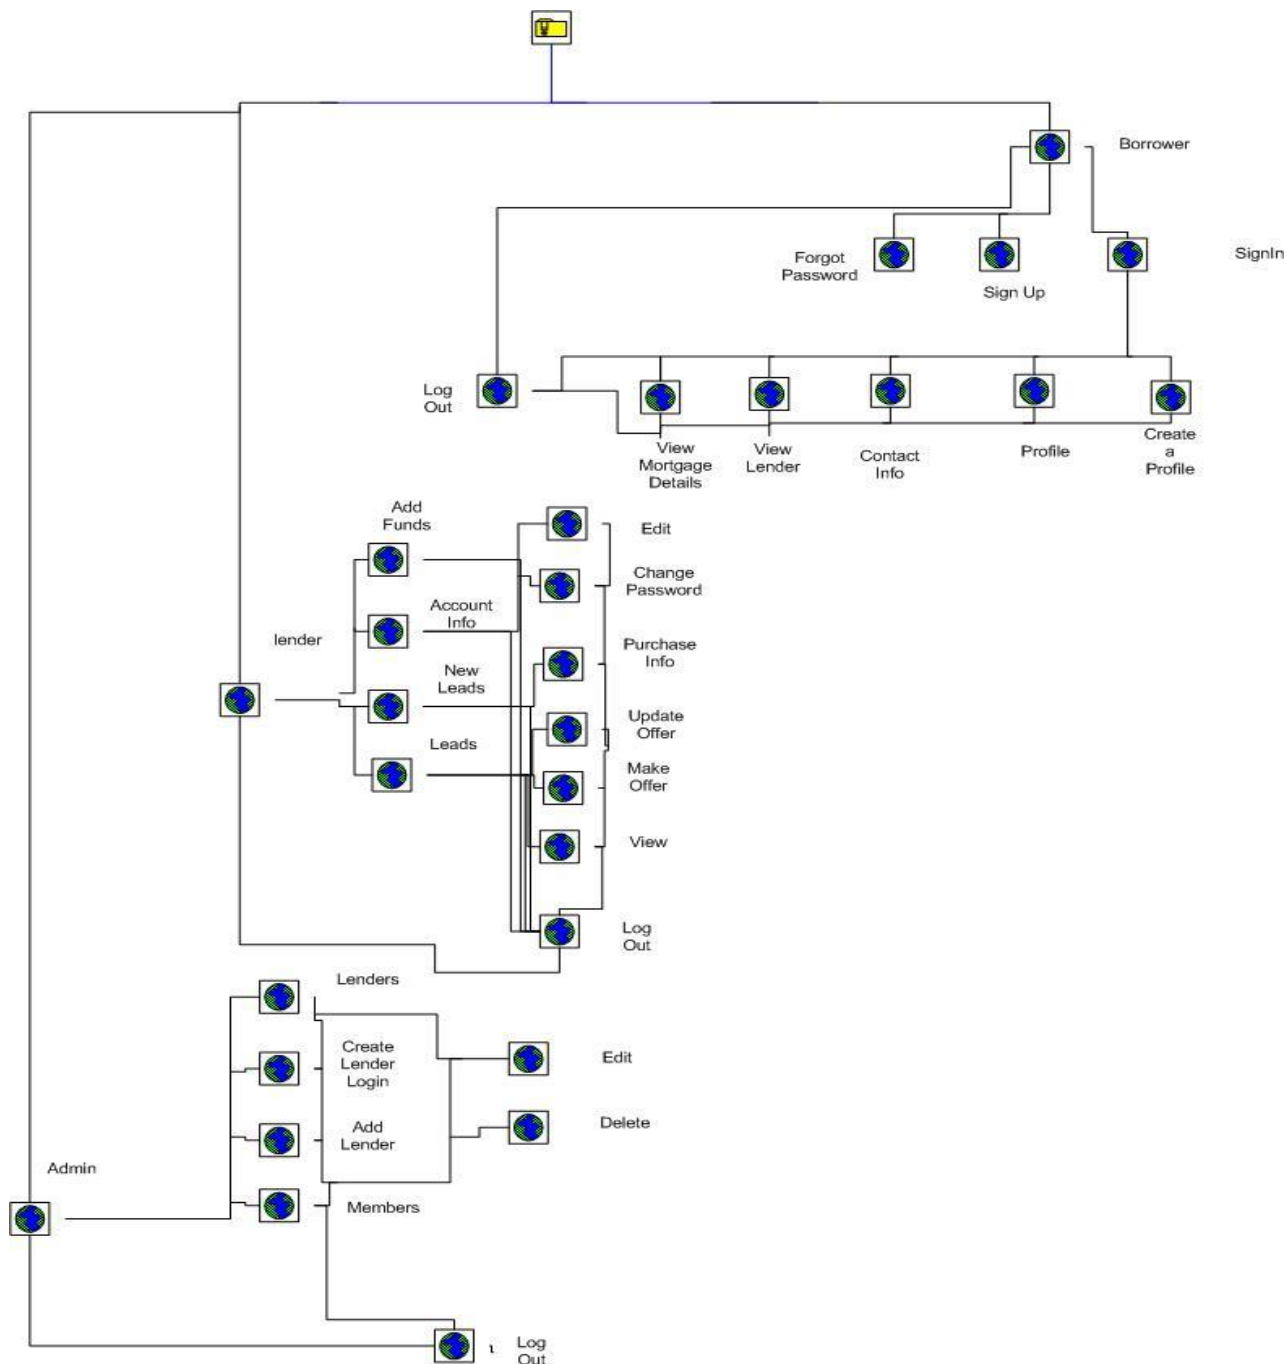 Borrower
Forgot
Password
Sign Up
SignIn
Log
Out
View
Mortgage
Details
View
Lender
Contact
Info
Profile
Create
a
Profile
Add
Funds
Edit
Change
Password
Account
Info
lender
Purchase
Info
New
Leads
Update
Offer
Leads
Make
Offer
View
Log
Out
Lenders
Create
Lender
Login
Edit
Add
Lender
Delete
Admin
Members
Log
Out